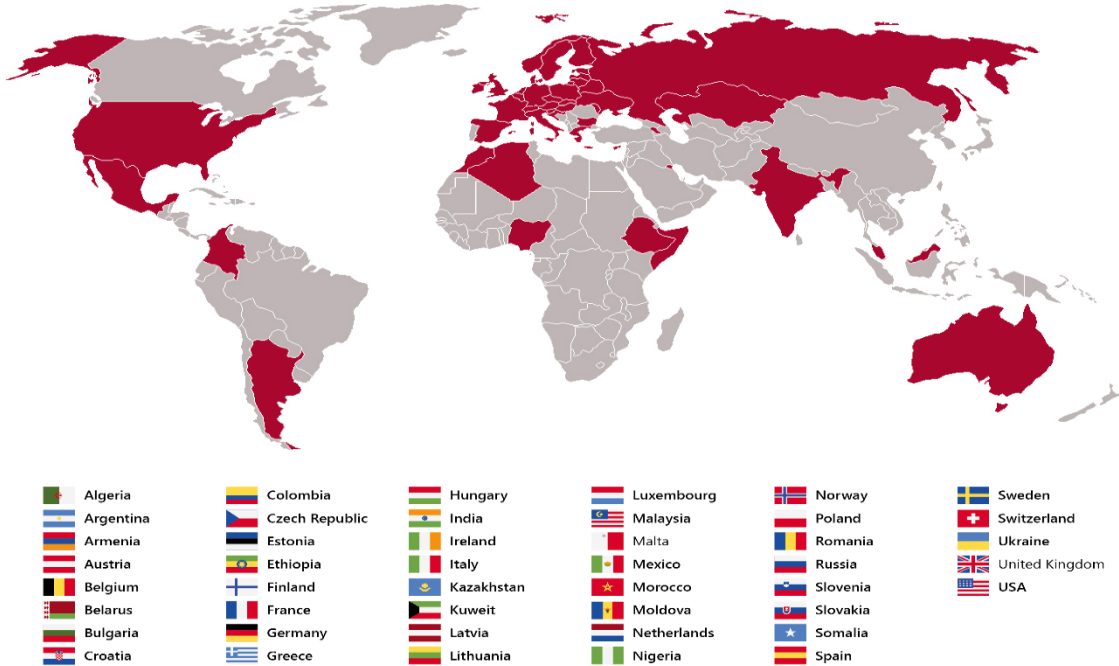 Algeria
Argentina
Armenia
Austria
Belgium
Belarus
Bulgaria
Croatia
Colombia
Czech Republic
Estonia
Ethiopia
Finland
France
Germany
Greece
Hungary
India
Ireland
Italy
Kazakhstan
Kuweit
Latvia
Lithuania
Luxembourg
Malaysia
Malta
Mexico
Morocco
Moldova
Netherlands
Nigeria
Norway
Poland
Romania
Russia
Slovenia
Slovakia
Somalia
Spain
Sweden
Switzerland
Ukraine
United Kingdom
USA